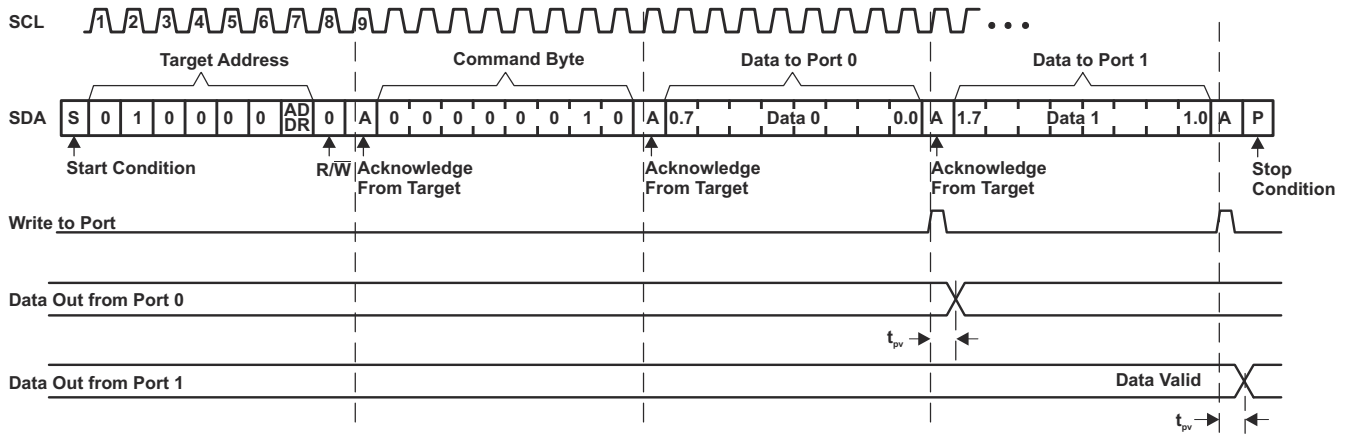 SCL 1 2 3 4 5 6 7 8 9 • • •
Target Address Command Byte Data to Port 0 Data to Port 1
SDA S 0 1 0 0 0 0 AD DR 0 A 0 0 0 0 0 0 1 0 A 0.7 Data 0 0.0 A 1.7 Data 1 1.0 A P
Start Condition R/W̅ Acknowledge From Target Acknowledge From Target Acknowledge From Target Stop Condition
Write to Port
Data Out from Port 0
tpv
Data Out from Port 1 Data Valid
tpv